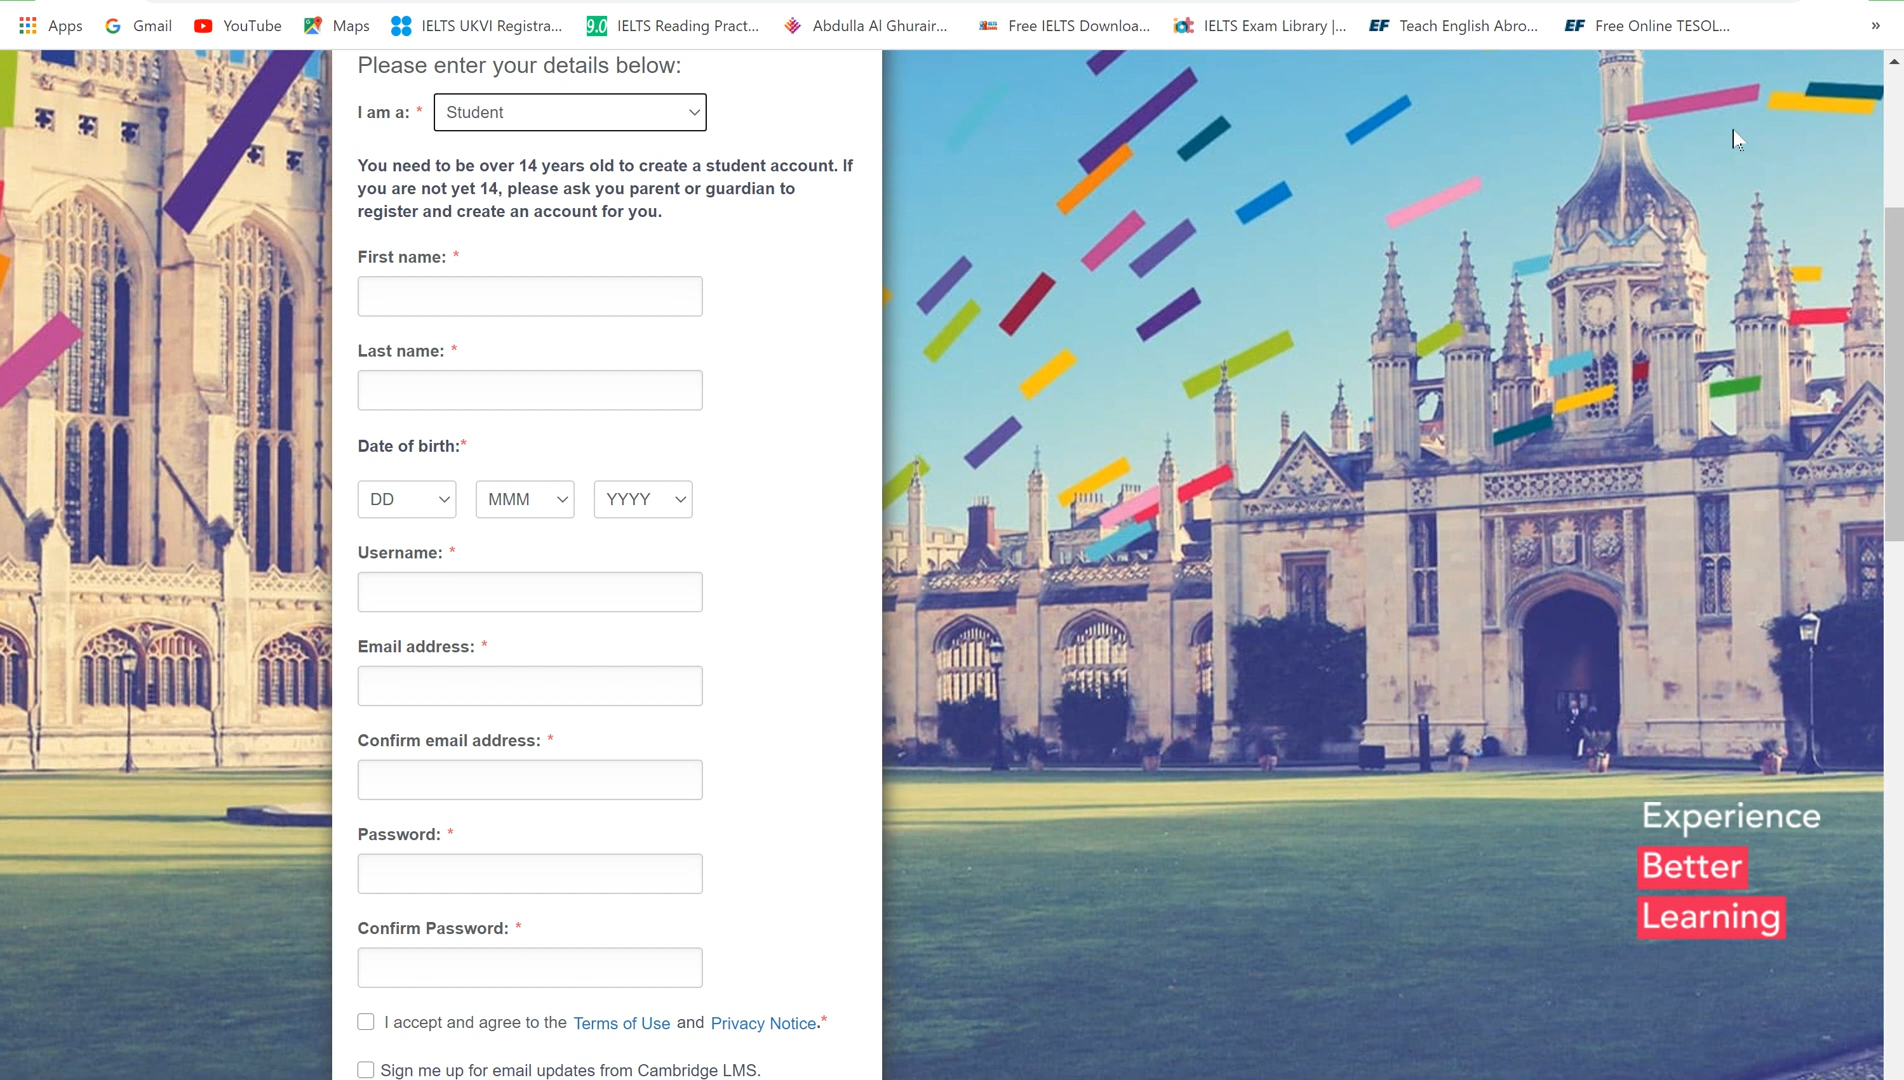 Apps Gmail YouTube Maps IELTS UKVI Registra... 9.0 IELTS Reading Pract... Abdulla Al Ghurair... Free IELTS Downloa... IELTS Exam Library |... EF Teach English Abro... EF Free Online TESOL... »
Please enter your details below:
I am a: * Student
You need to be over 14 years old to create a student account. If
you are not yet 14, please ask you parent or guardian to
register and create an account for you.
First name: *
Last name: *
Date of birth:*
DD MMM YYYY
Username: *
Email address: *
Confirm email address: *
Password: *
Confirm Password: *
I accept and agree to the Terms of Use and Privacy Notice.*
Sign me up for email updates from Cambridge LMS.
Experience
Better
Learning